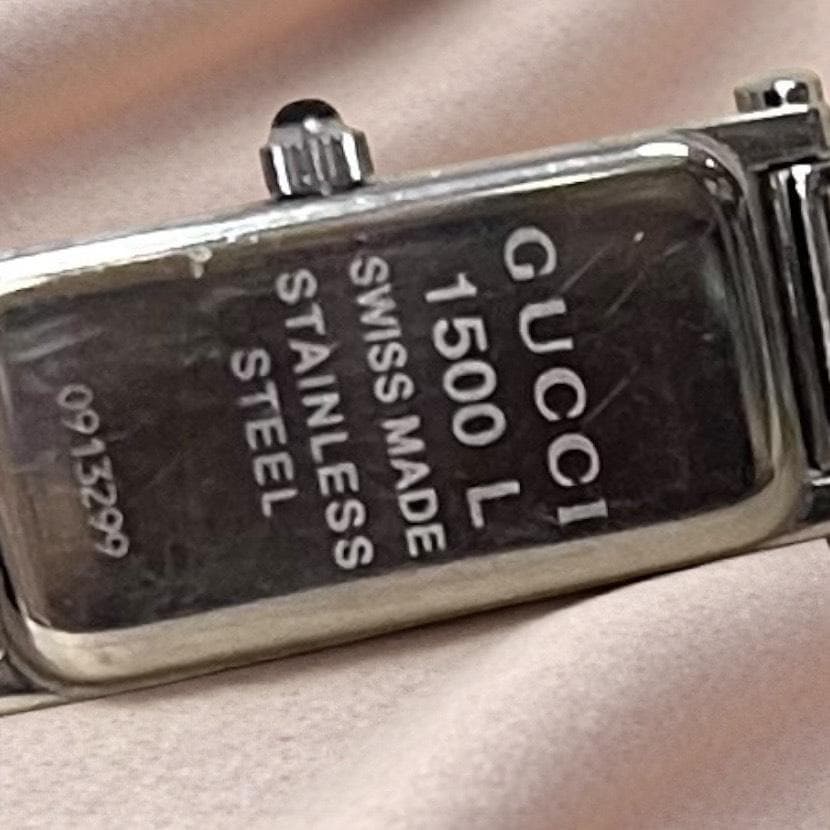 GUCCI
1500 L
SWISS MADE
STAINLESS
STEEL
0913299